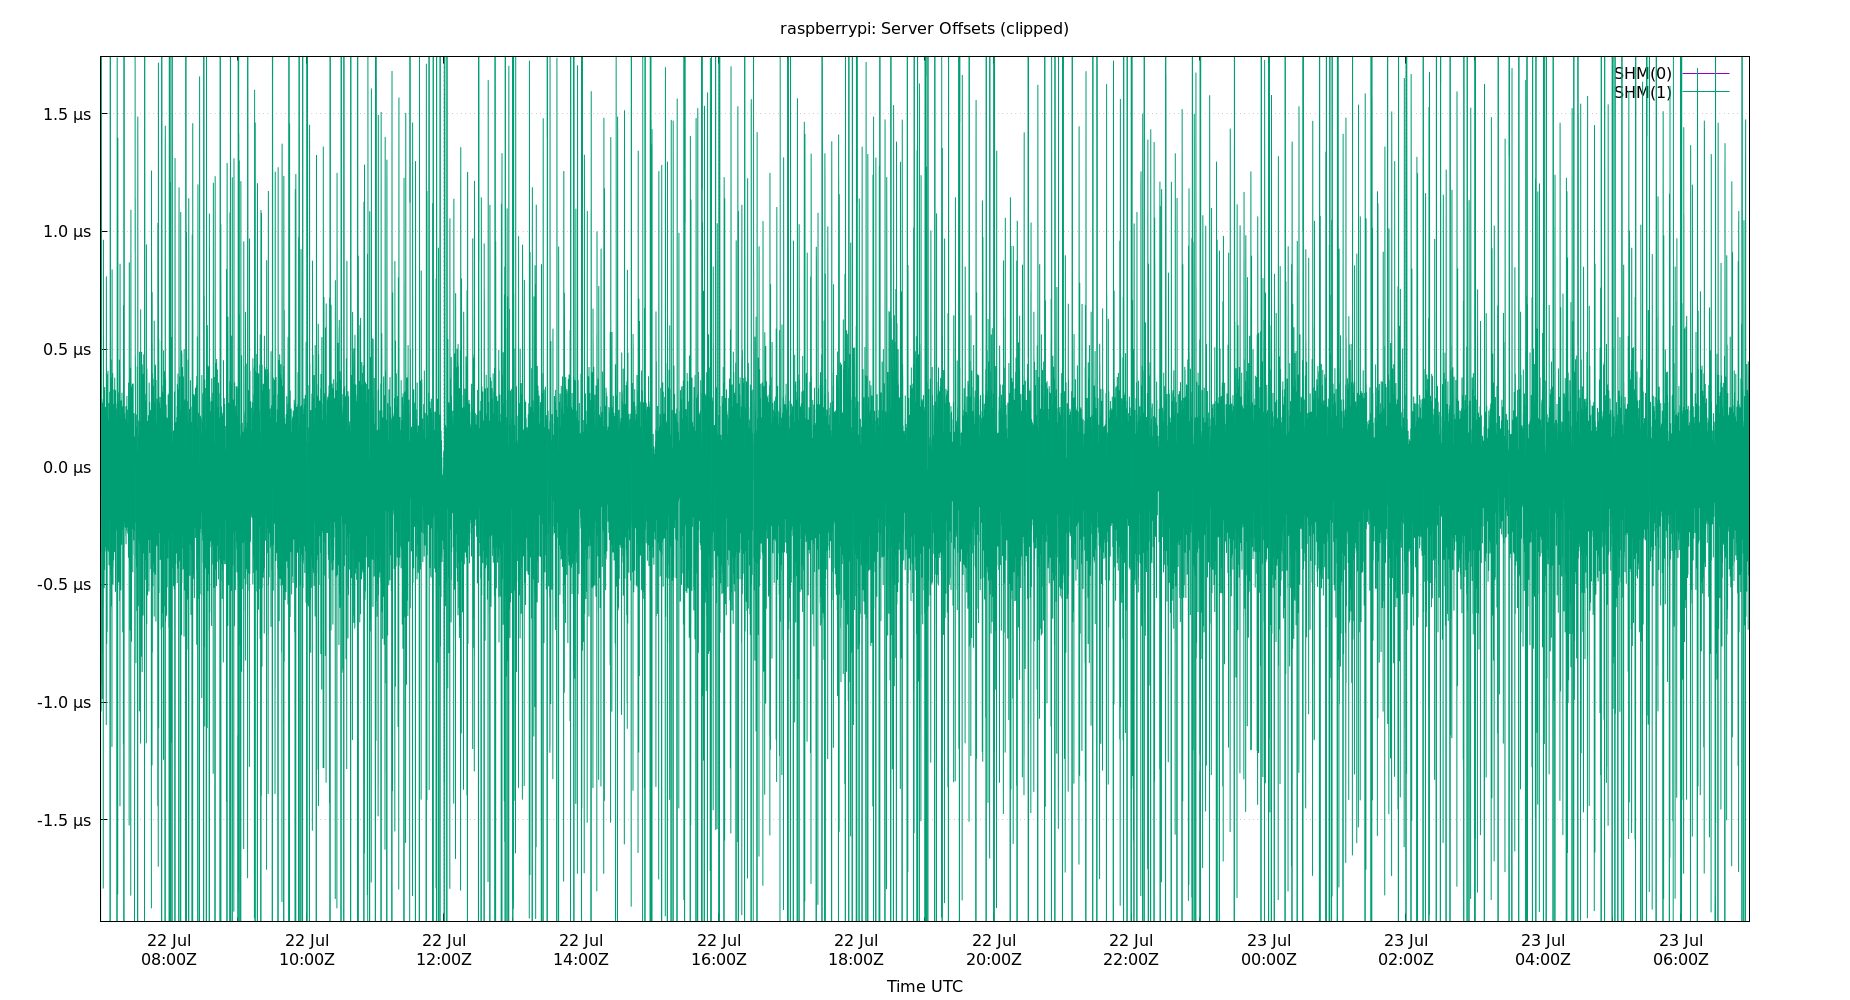 raspberrypi: Server Offsets (clipped)
SHM(0)
SHM(1)
1.5 µs
1.0 µs
0.5 µs
0.0 µs
-0.5 µs
-1.0 µs
-1.5 µs
22 Jul 22 Jul 22 Jul 22 Jul 22 Jul 22 Jul 22 Jul 22 Jul 23 Jul 23 Jul 23 Jul 23 Jul
08:00Z 10:00Z 12:00Z 14:00Z 16:00Z 18:00Z 20:00Z 22:00Z 00:00Z 02:00Z 04:00Z 06:00Z
Time UTC